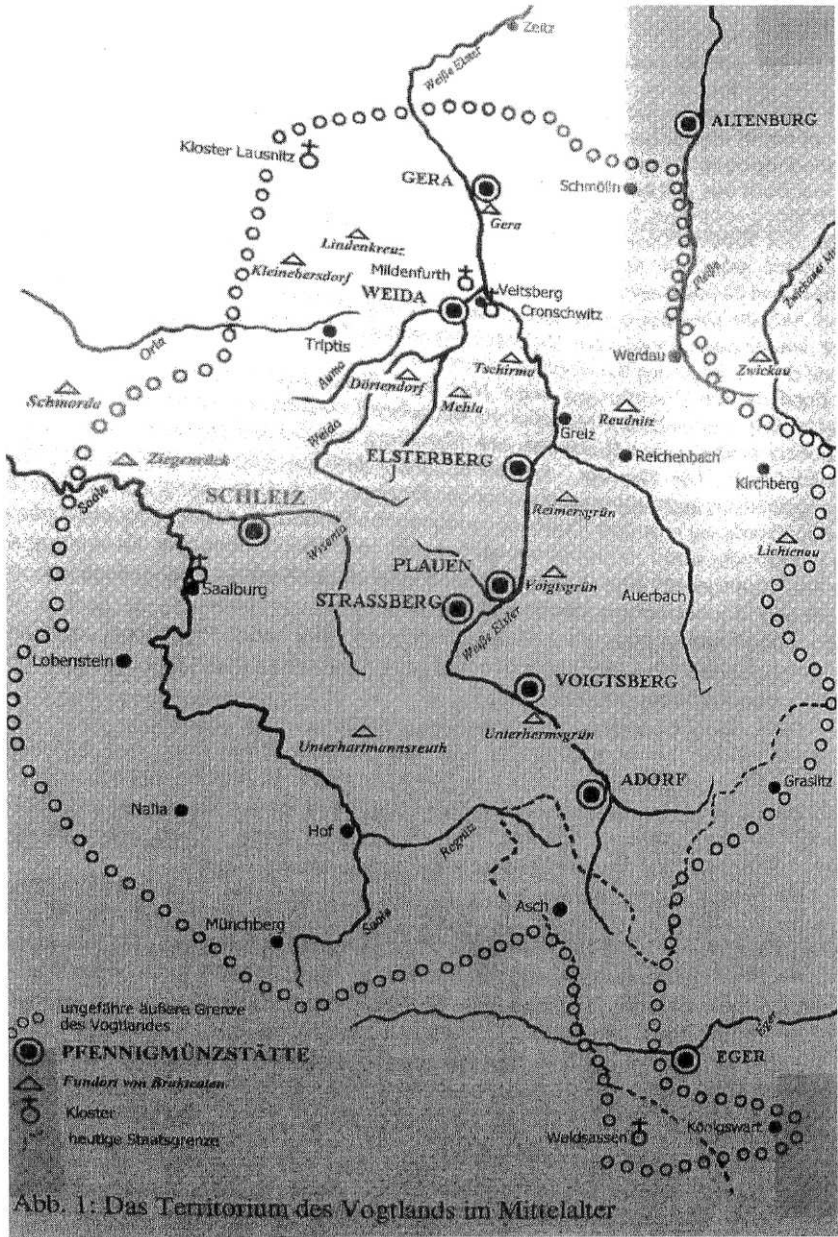 Zeitz
Weiße Elster
ALTENBURG
Kloster Lausnitz
GERA
Schmölln
Gera
Lindenkreuz
Kleinebersdorf
Mildenfurth
Zwickauer
Pleiße
WEIDA
Veitsberg
Cronschwitz
Orla
Triptis
Werdau
Auma
Tschirma
Zwickau
Dörtendorf
Schmorda
Mehla
Reudnitz
Weida
Greiz
ELSTERBERG
Reichenbach
Ziegenrück
Kirchberg
Saale
SCHLEIZ
Reimersgrün
Wisenta
Lichtenau
PLAUEN
Voigtsgrün
Saalburg
STRASSBERG
Auerbach
Weiße Elster
Lobenstein
VOIGTSBERG
Unterhermsgrün
Unterhartmannsreuth
ADORF
Graslitz
Naila
Hof
Regnitz
Asch
Münchberg
Saale
ungefähre äußere Grenze
des Vogtlandes
PFENNIGMÜNZSTÄTTE
Eger
EGER
Fundort von Brakteaten
Kloster
Waldsassen
Königswart
heutige Staatsgrenze
Abb. 1: Das Territorium des Vogtlands im Mittelalter